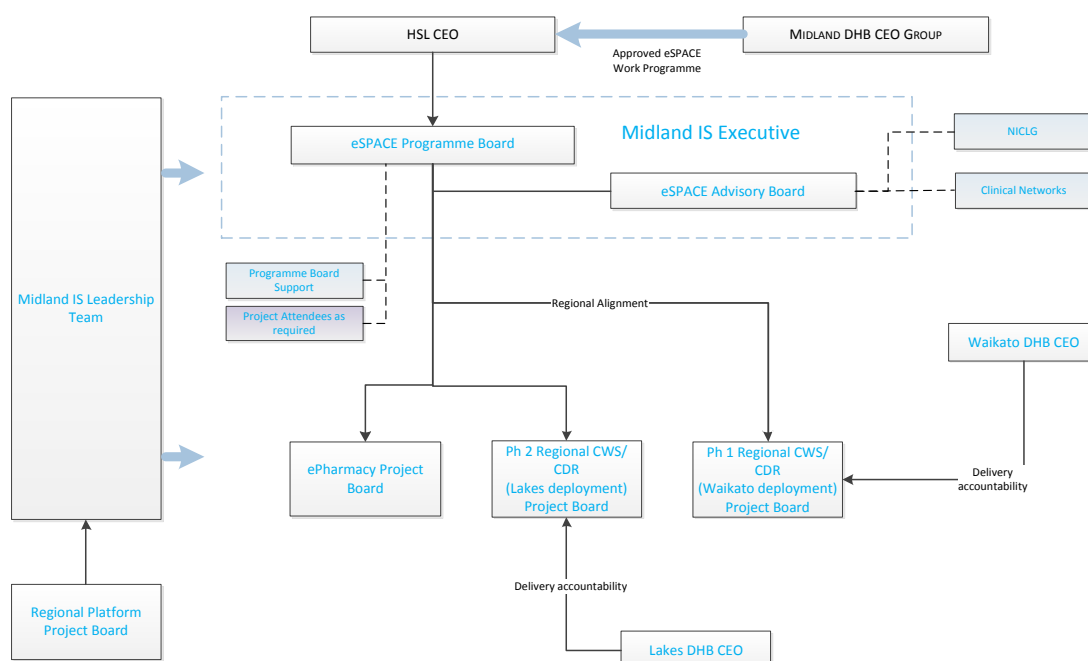 HSL CEO
MIDLAND DHB CEO GROUP
Approved eSPACE
Work Programme
Midland IS Executive
eSPACE Programme Board
NICLG
eSPACE Advisory Board
Clinical Networks
Midland IS Leadership
Team
Programme Board
Support
Project Attendees as
required
Regional Alignment
Waikato DHB CEO
ePharmacy Project
Board
Ph 2 Regional CWS/
CDR
(Lakes deployment)
Project Board
Ph 1 Regional CWS/
CDR
(Waikato deployment)
Project Board
Delivery
accountability
Delivery accountability
Regional Platform
Project Board
Lakes DHB CEO